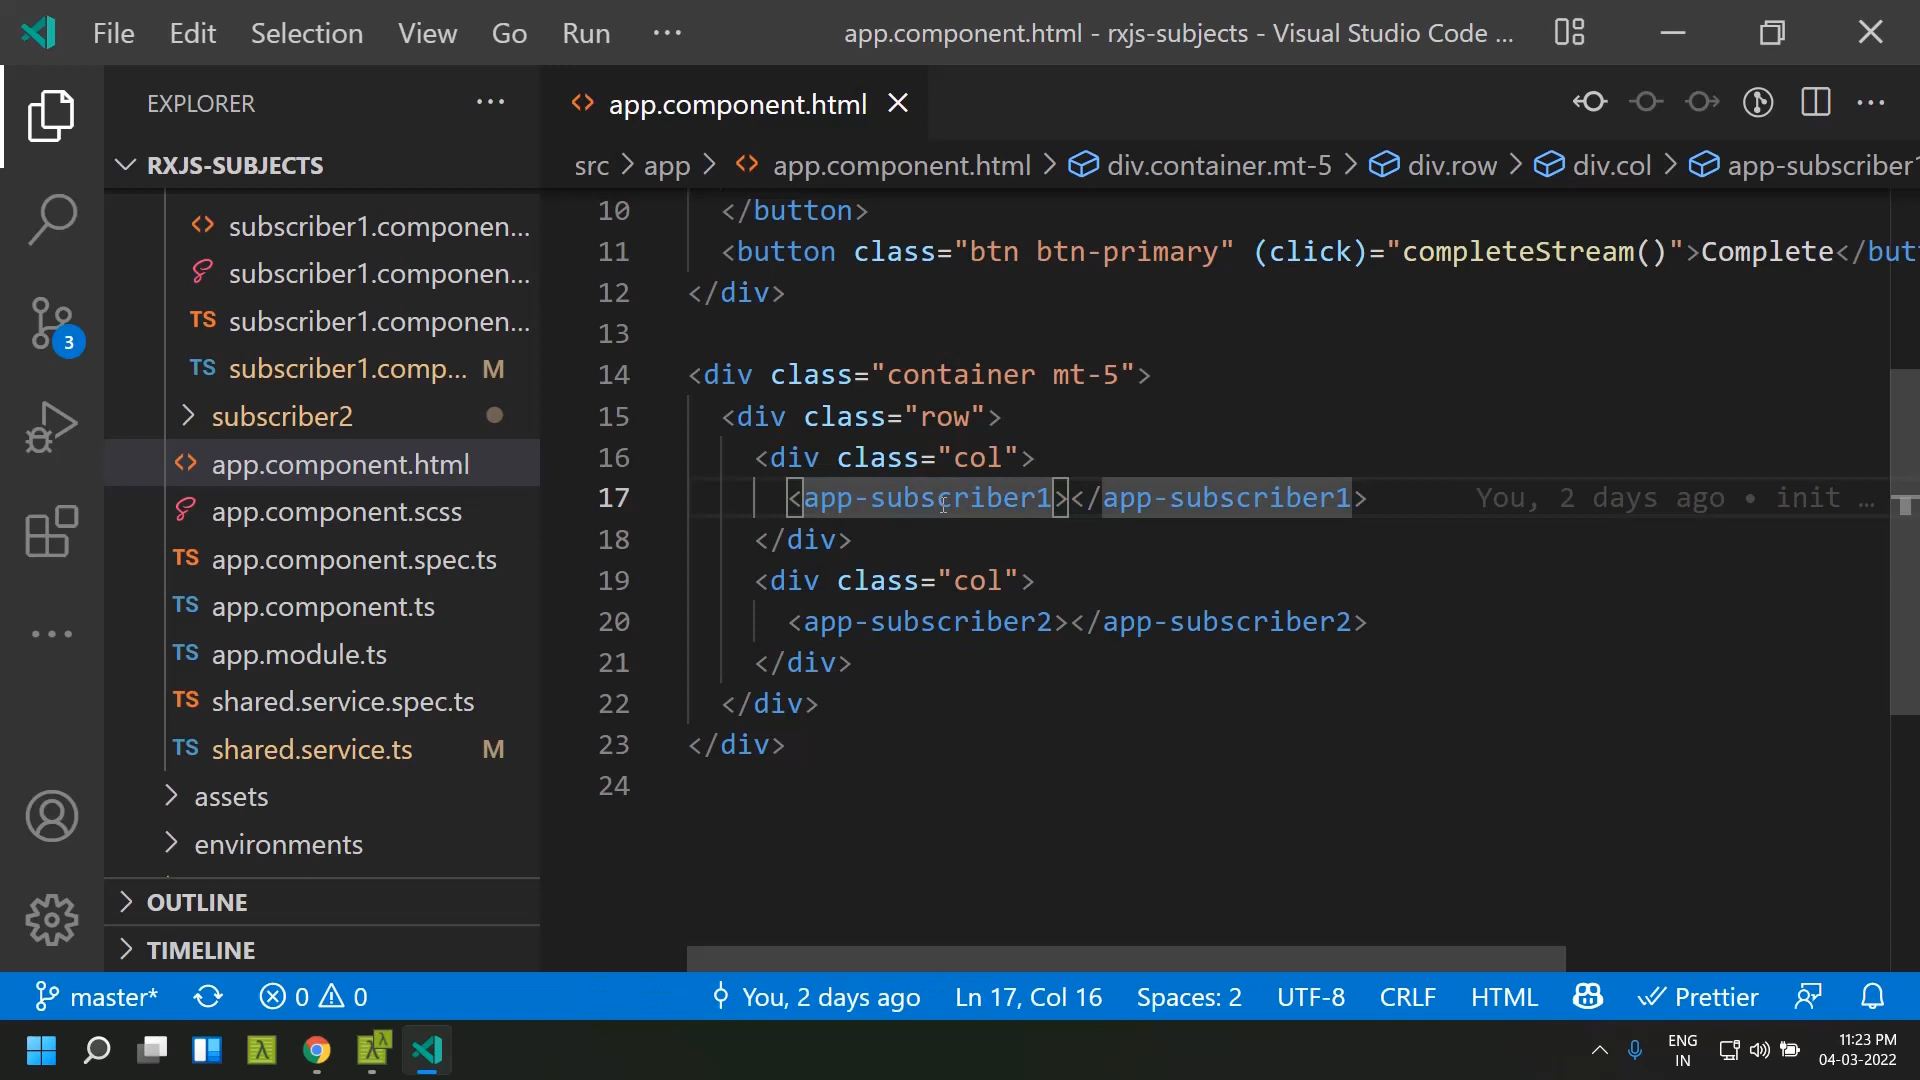 File Edit Selection View Go Run ··· app.component.html - rxjs-subjects - Visual Studio Code ...
EXPLORER ···
app.component.html
RXJS-SUBJECTS
src > app > app.component.html > div.container.mt-5 > div.row > div.col > app-subscriber1
subscriber1.componen...
subscriber1.componen...
TS subscriber1.componen...
TS subscriber1.comp... M
subscriber2
app.component.html
app.component.scss
TS app.component.spec.ts
TS app.component.ts
TS app.module.ts
TS shared.service.spec.ts
TS shared.service.ts M
assets
environments
OUTLINE
TIMELINE
3
10 </button>
11 <button class="btn btn-primary" (click)="completeStream()">Complete</but
12 </div>
13
14 <div class="container mt-5">
15 <div class="row">
16 <div class="col">
17 <app-subscriber1></app-subscriber1> You, 2 days ago • init ...
18 </div>
19 <div class="col">
20 <app-subscriber2></app-subscriber2>
21 </div>
22 </div>
23 </div>
24
master* 0 0 You, 2 days ago Ln 17, Col 16 Spaces: 2 UTF-8 CRLF HTML Prettier
ENG
IN
11:23 PM
04-03-2022